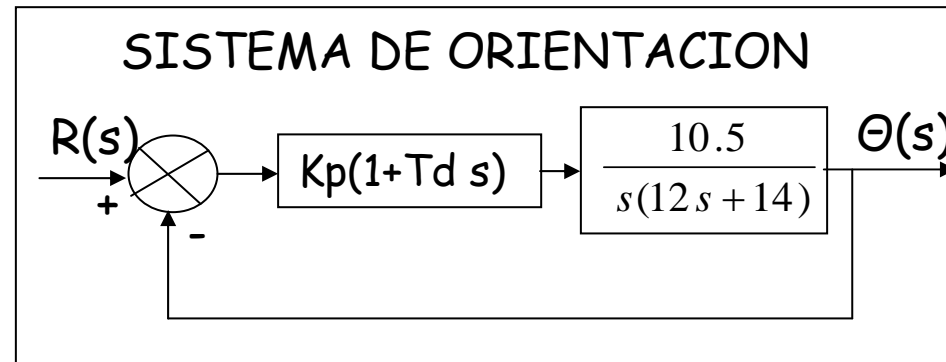 SISTEMA DE ORIENTACION
R(s)
+
-
Kp(1+Td s)
10.5
s(12s+14)
Θ(s)